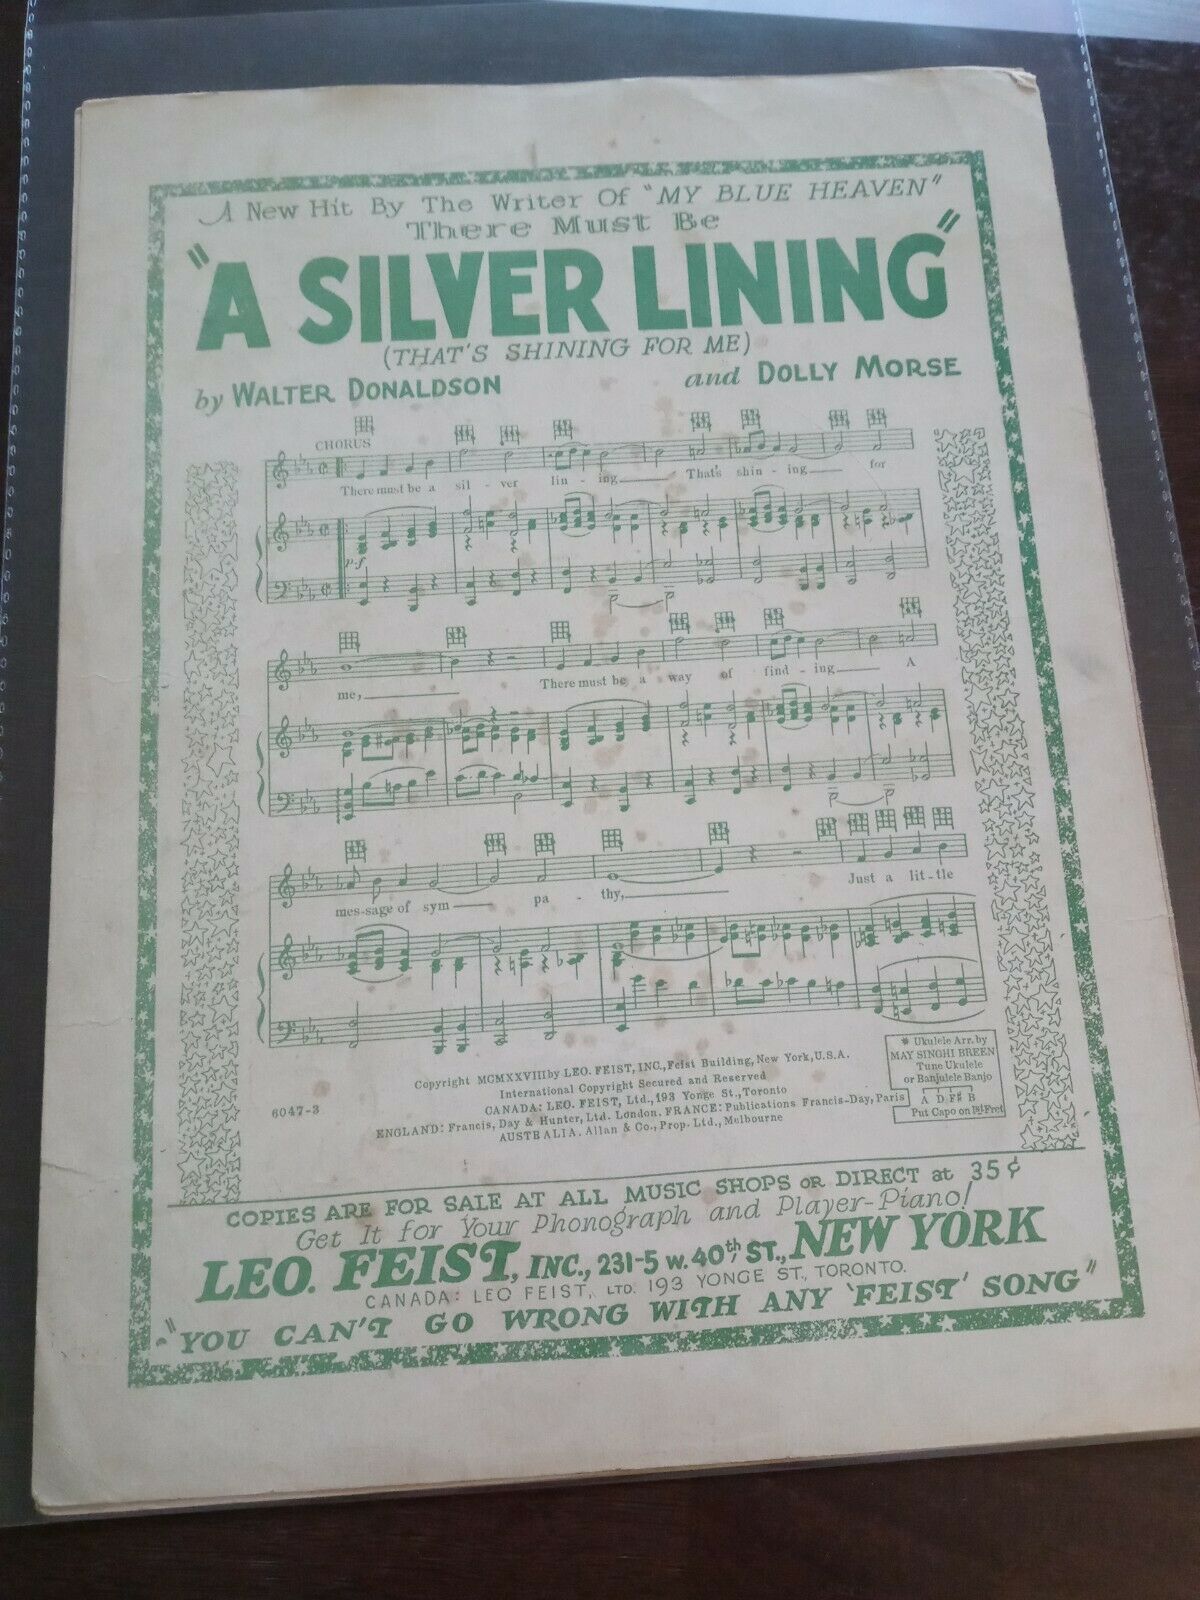 A New Hit By The Writer Of "MY BLUE HEAVEN"
There Must Be
"A SILVER LINING"
(THAT'S SHINING FOR ME)
by WALTER DONALDSON and DOLLY MORSE
CHORUS
There must be a sil - ver lin - ing That's shin - ing for
p-f
me, There must be a way of find - ing A
mes-sage of sym pa - thy, Just a lit-tle
Copyright MCMXXVIII by LEO. FEIST, INC., Feist Building, New York, U.S.A.
International Copyright Secured and Reserved
CANADA: LEO. FEIST, Ltd., 193 Yonge St., Toronto
ENGLAND: Francis, Day & Hunter, Ltd. London. FRANCE: Publications Francis-Day, Paris
AUSTRALIA. Allan & Co., Prop. Ltd., Melbourne
6047-3
* Ukulele Arr. by
MAY SINGHI BREEN
Tune Ukulele
or Banjulele Banjo
A D F# B
Put Capo on 1st Fret
COPIES ARE FOR SALE AT ALL MUSIC SHOPS OR DIRECT at 35¢
Get It for Your Phonograph and Player-Piano!
LEO. FEIST, INC., 231-5 W. 40th ST., NEW YORK
CANADA: LEO FEIST, LTD. 193 YONGE ST., TORONTO.
"YOU CAN'T GO WRONG WITH ANY 'FEIST' SONG"